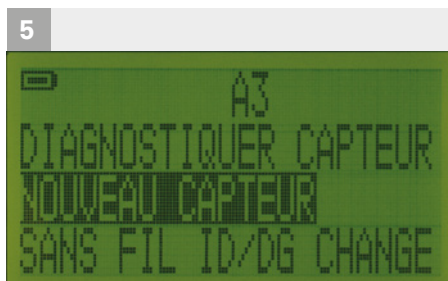 5
A3
DIAGNOSTIQUER CAPTEUR
NOUVEAU CAPTEUR
SANS FIL ID/DG CHANGE